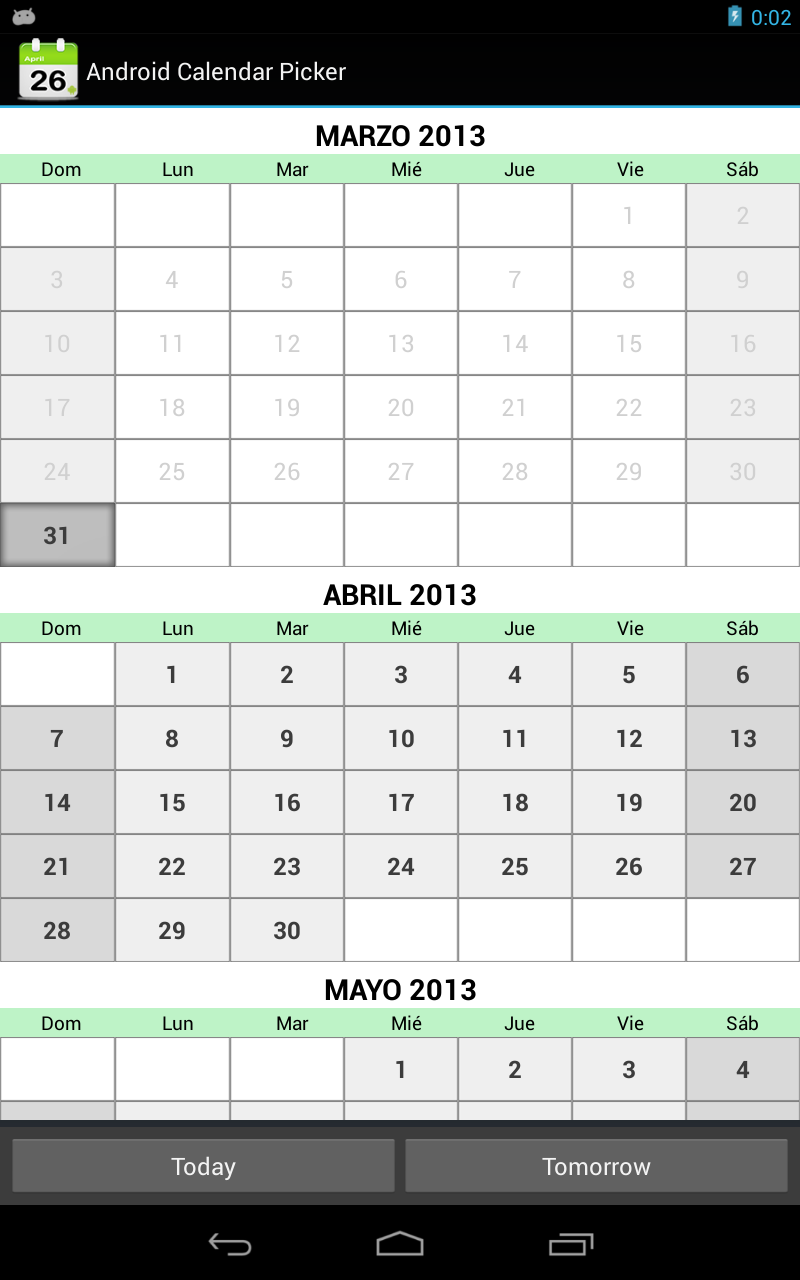 0:02
April
26
Android Calendar Picker
MARZO 2013
Dom Lun Mar Mié Jue Vie Sáb
1 2
3 4 5 6 7 8 9
10 11 12 13 14 15 16
17 18 19 20 21 22 23
24 25 26 27 28 29 30
31
ABRIL 2013
Dom Lun Mar Mié Jue Vie Sáb
1 2 3 4 5 6
7 8 9 10 11 12 13
14 15 16 17 18 19 20
21 22 23 24 25 26 27
28 29 30
MAYO 2013
Dom Lun Mar Mié Jue Vie Sáb
1 2 3 4
Today Tomorrow